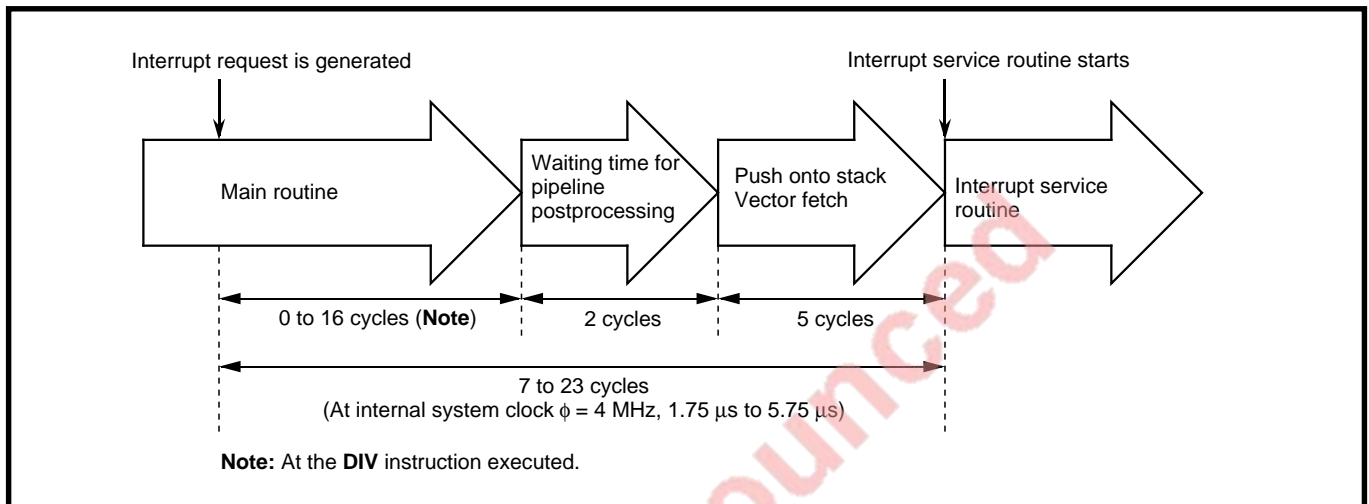 Interrupt request is generated
Interrupt service routine starts
Main routine
Waiting time for
pipeline
postprocessing
Push onto stack
Vector fetch
Interrupt service
routine
0 to 16 cycles (Note)
2 cycles
5 cycles
7 to 23 cycles
(At internal system clock φ = 4 MHz, 1.75 μs to 5.75 μs)
Note: At the DIV instruction executed.
ounced